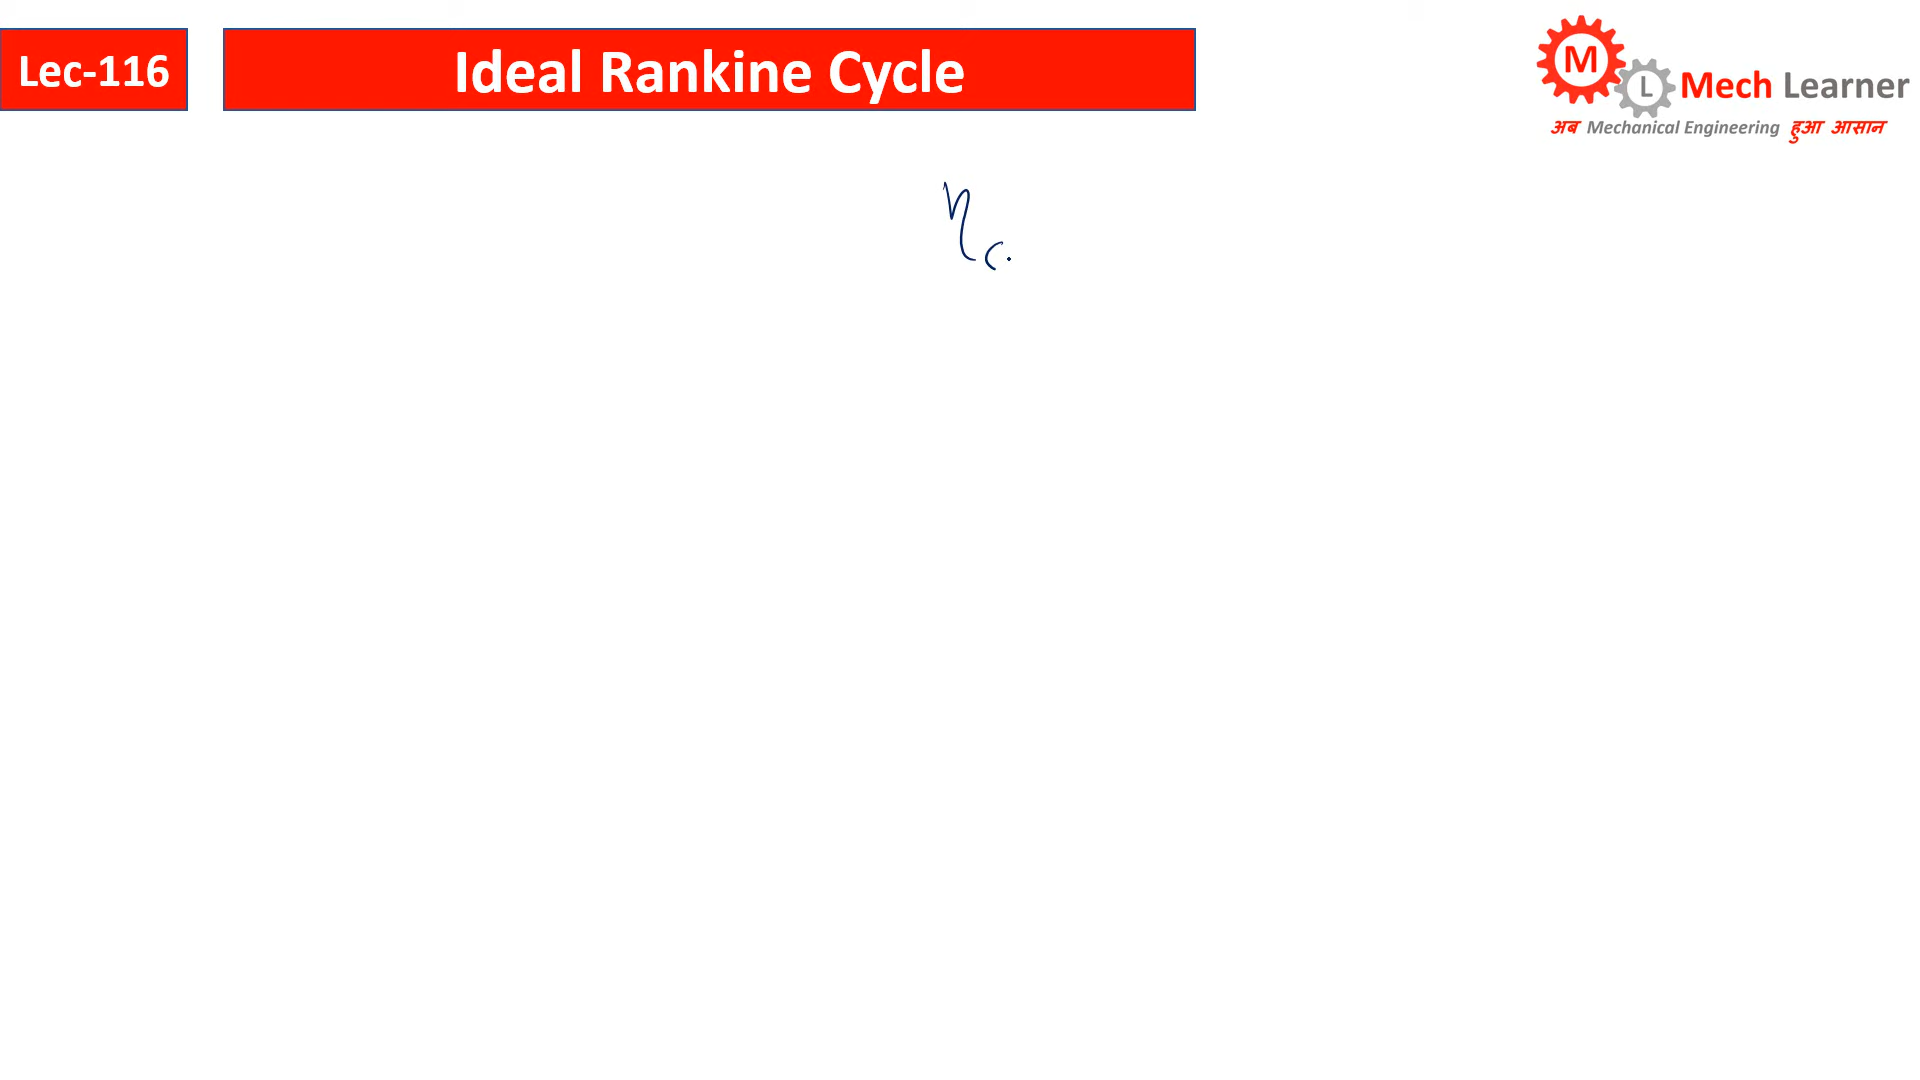 Lec-116
Ideal Rankine Cycle
M
L
Mech Learner
अब Mechanical Engineering हुआ आसान
η c.